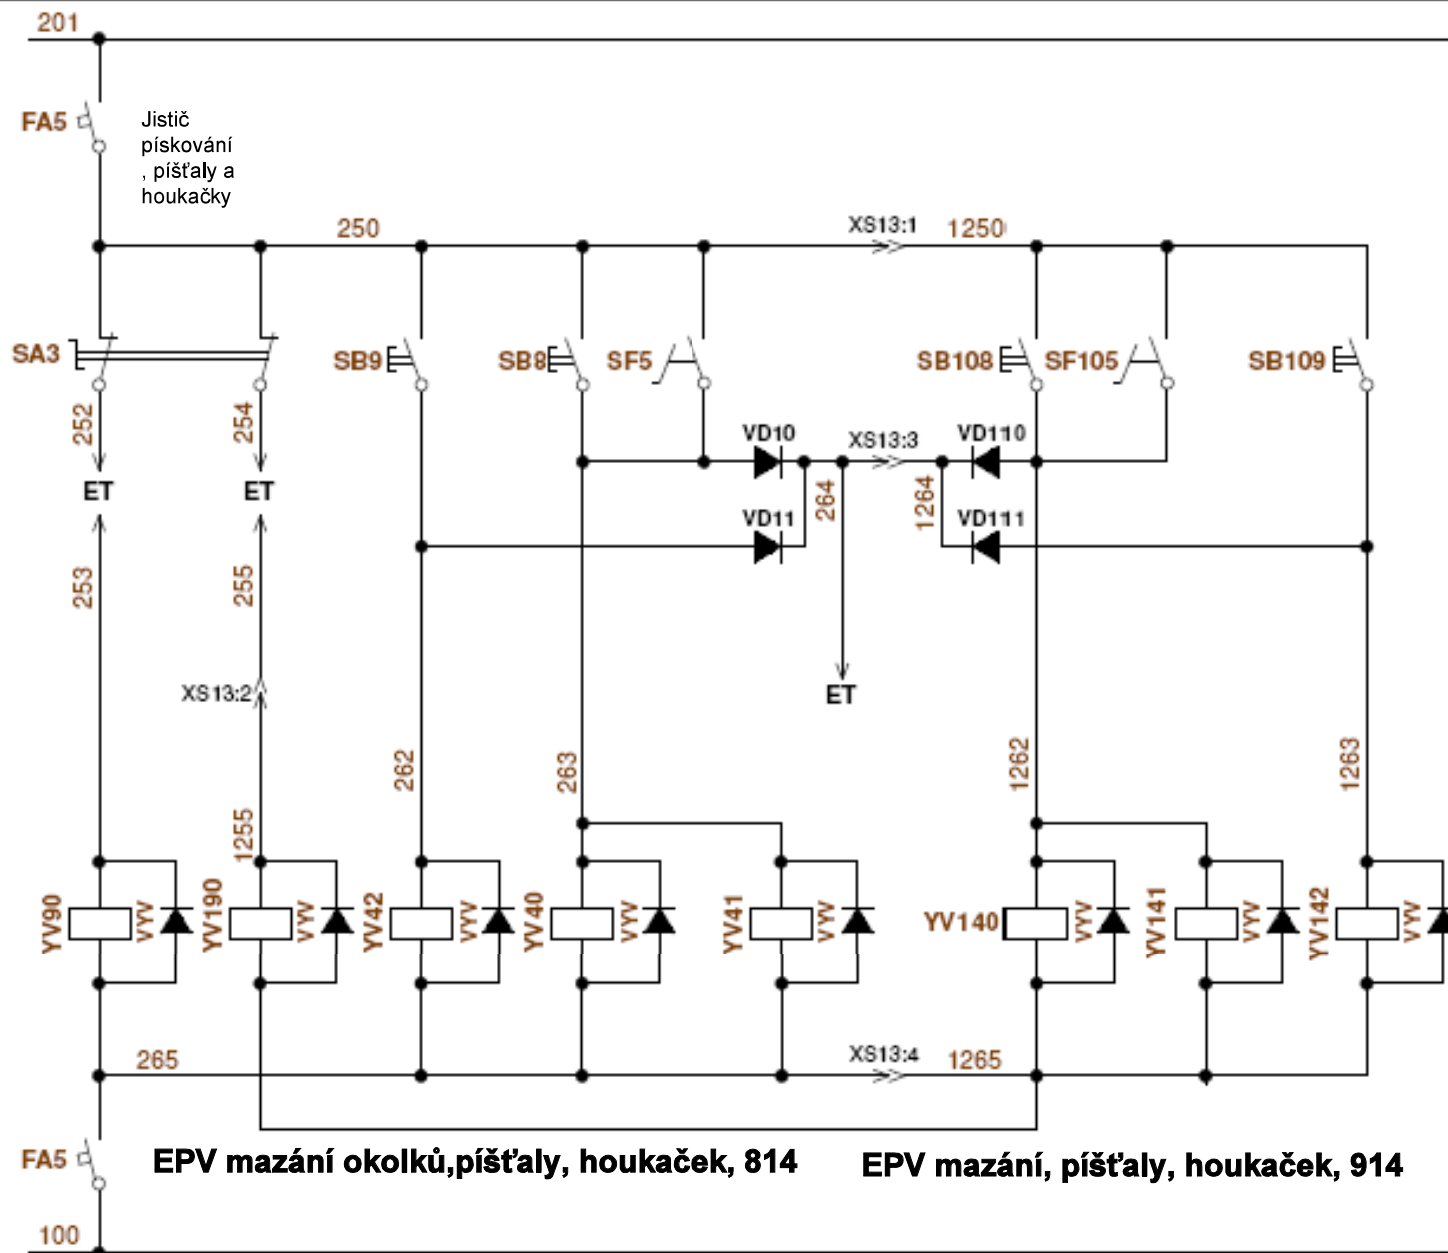 201
FA5
Jistič
pískování
, píšťaly a
houkačky
250
XS13:1
1250
SA3
SB9
SB8
SF5
SB108
SF105
SB109
252
254
VD10
XS13:3
VD110
ET
ET
264
1264
VD11
VD111
253
255
XS13:2
ET
262
263
1262
1263
1255
YV90
VYV
YV190
VYV
YV42
VYV
YV40
VYV
YV41
VYV
YV140
VYV
YV141
VYV
YV142
VYV
265
XS13:4
1265
FA5
EPV mazání okolků,píšťaly, houkaček, 814
EPV mazání, píšťaly, houkaček, 914
100